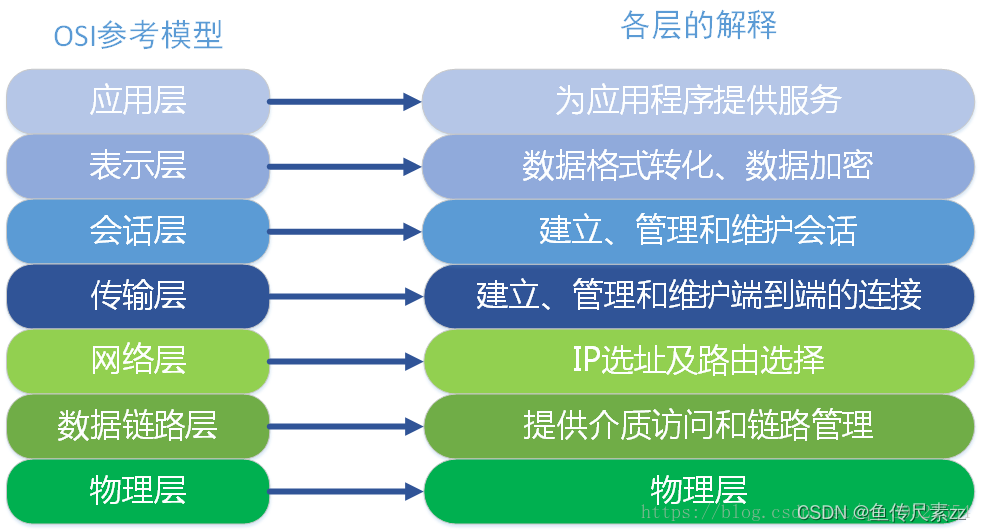 OSI参考模型
各层的解释
应用层
为应用程序提供服务
表示层
数据格式转化、数据加密
会话层
建立、管理和维护会话
传输层
建立、管理和维护端到端的连接
网络层
IP选址及路由选择
数据链路层
提供介质访问和链路管理
物理层
物理层
https://blog.csd
CSDN @鱼传尺素zz